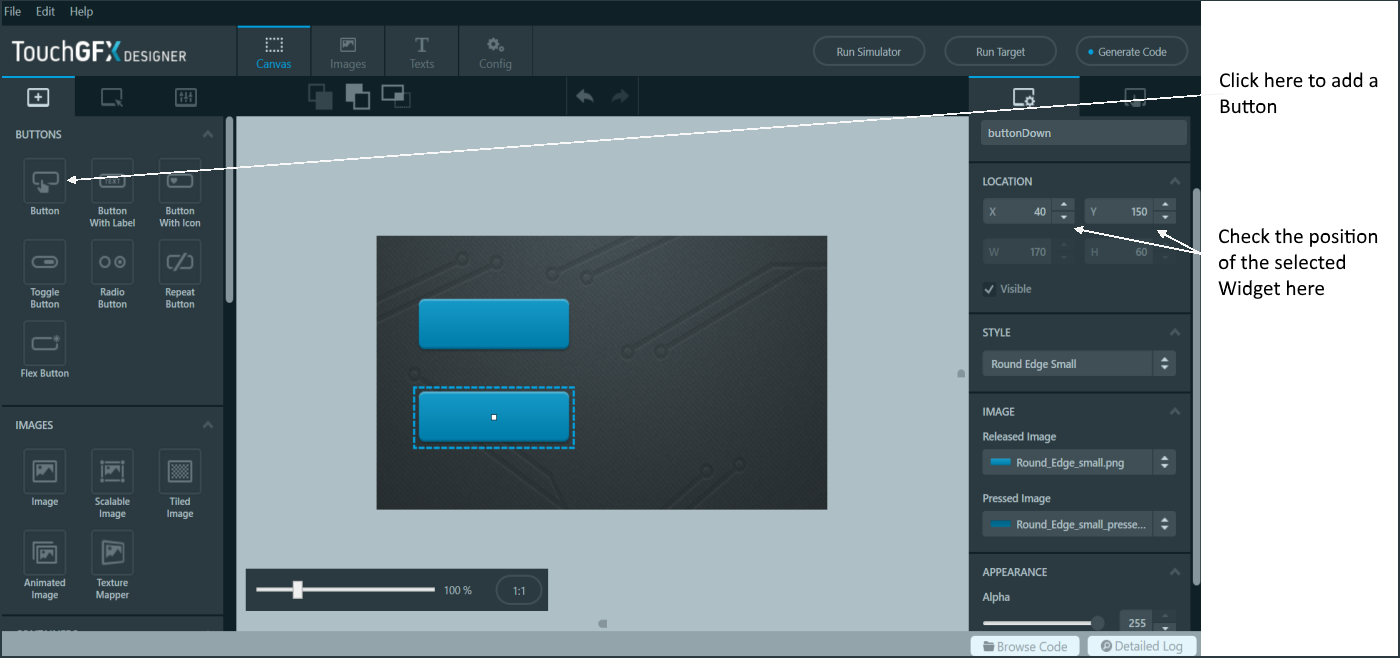 File Edit Help
TouchGFX DESIGNER
Canvas
Images
Texts
Config
Run Simulator
Run Target
Generate Code
BUTTONS
Button
Button
With Label
Button
With Icon
Toggle
Button
Radio
Button
Repeat
Button
Flex Button
IMAGES
Image
Scalable
Image
Tiled
Image
Animated
Image
Texture
Mapper
100 %
1:1
buttonDown
LOCATION
X 40 Y 150
W 170 H 60
Visible
STYLE
Round Edge Small
IMAGE
Released Image
Round_Edge_small.png
Pressed Image
Round_Edge_small_presse...
APPEARANCE
Alpha
255
Browse Code
Detailed Log
Click here to add a
Button
Check the position
of the selected
Widget here